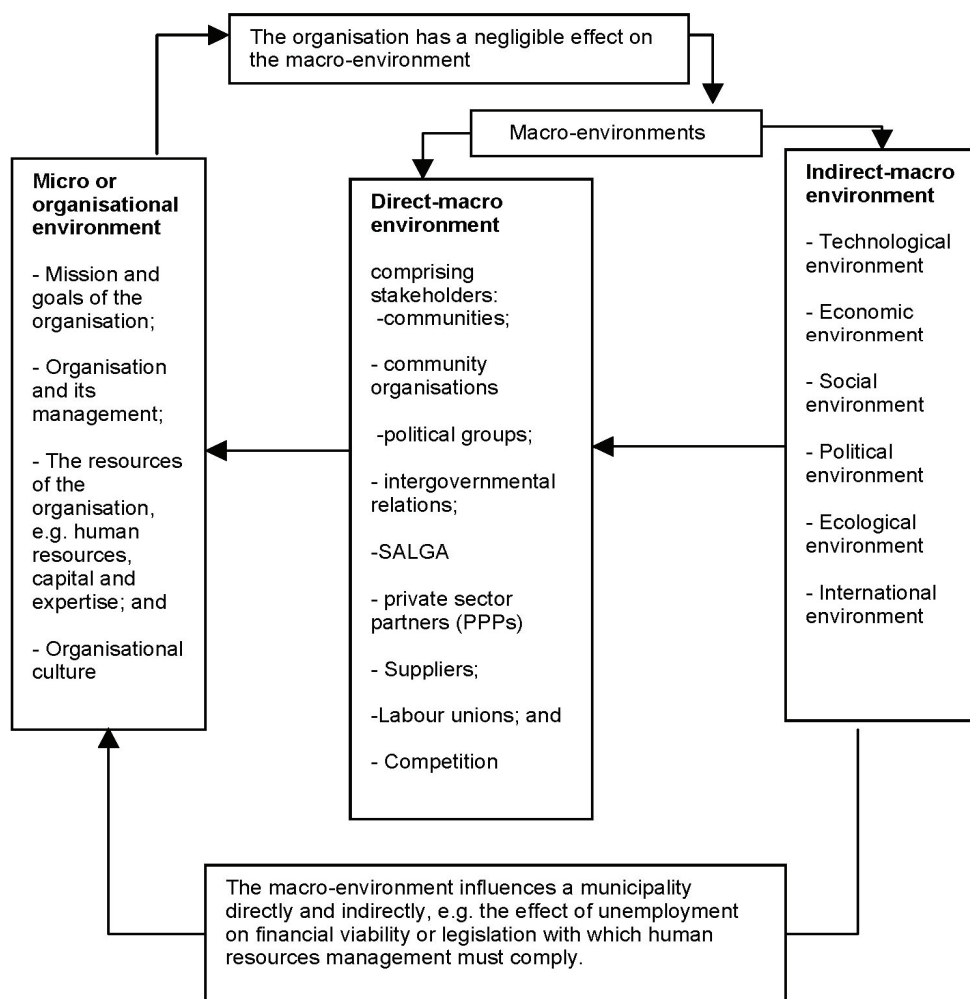 The organisation has a negligible effect on
the macro-environment
Macro-environments
Micro or
organisational
environment
- Mission and
goals of the
organisation;
- Organisation
and its
management;
- The resources
of the
organisation,
e.g. human
resources,
capital and
expertise; and
- Organisational
culture
Direct-macro
environment
comprising
stakeholders:
-communities;
- community
organisations
-political groups;
- intergovernmental
relations;
-SALGA
- private sector
partners (PPPs)
- Suppliers;
-Labour unions; and
- Competition
Indirect-macro
environment
- Technological
environment
- Economic
environment
- Social
environment
- Political
environment
- Ecological
environment
- International
environment
The macro-environment influences a municipality
directly and indirectly, e.g. the effect of unemployment
on financial viability or legislation with which human
resources management must comply.